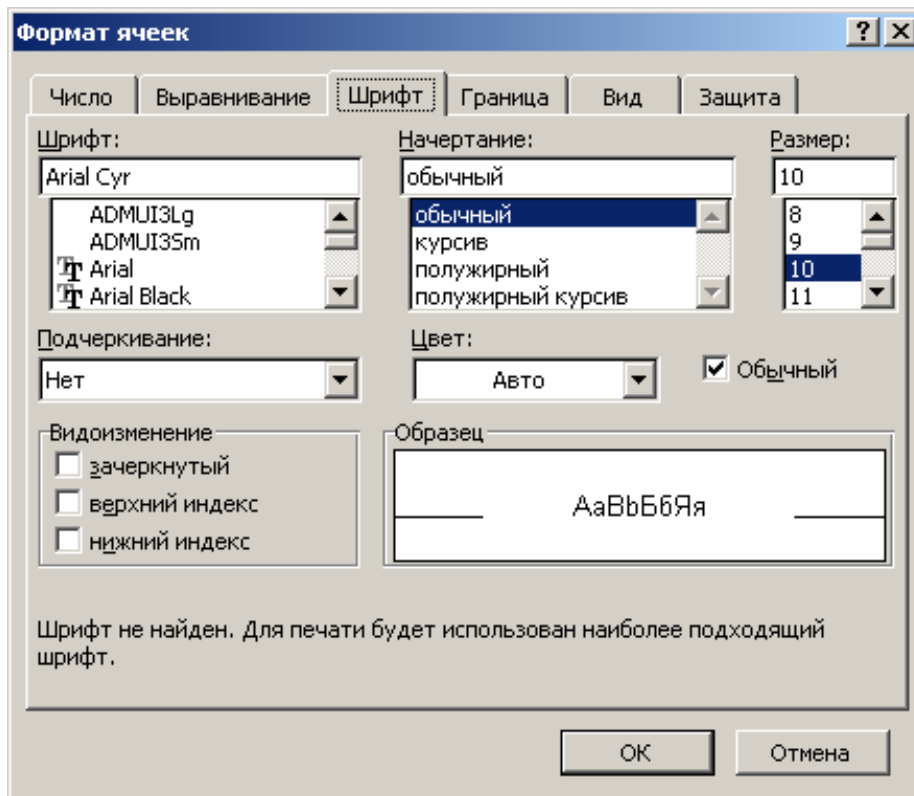 Формат ячеек
Число Выравнивание Шрифт Граница Вид Защита
Шрифт: Начертание: Размер:
Arial Cyr обычный 10
ADMUI3Lg обычный 8
ADMUI3Sm курсив 9
Arial полужирный 10
Arial Black полужирный курсив 11
Подчеркивание: Цвет:
Нет Авто Обычный
Видоизменение Образец
зачеркнутый
верхний индекс АаBbБбЯя
нижний индекс
Шрифт не найден. Для печати будет использован наиболее подходящий
шрифт.
ОК Отмена